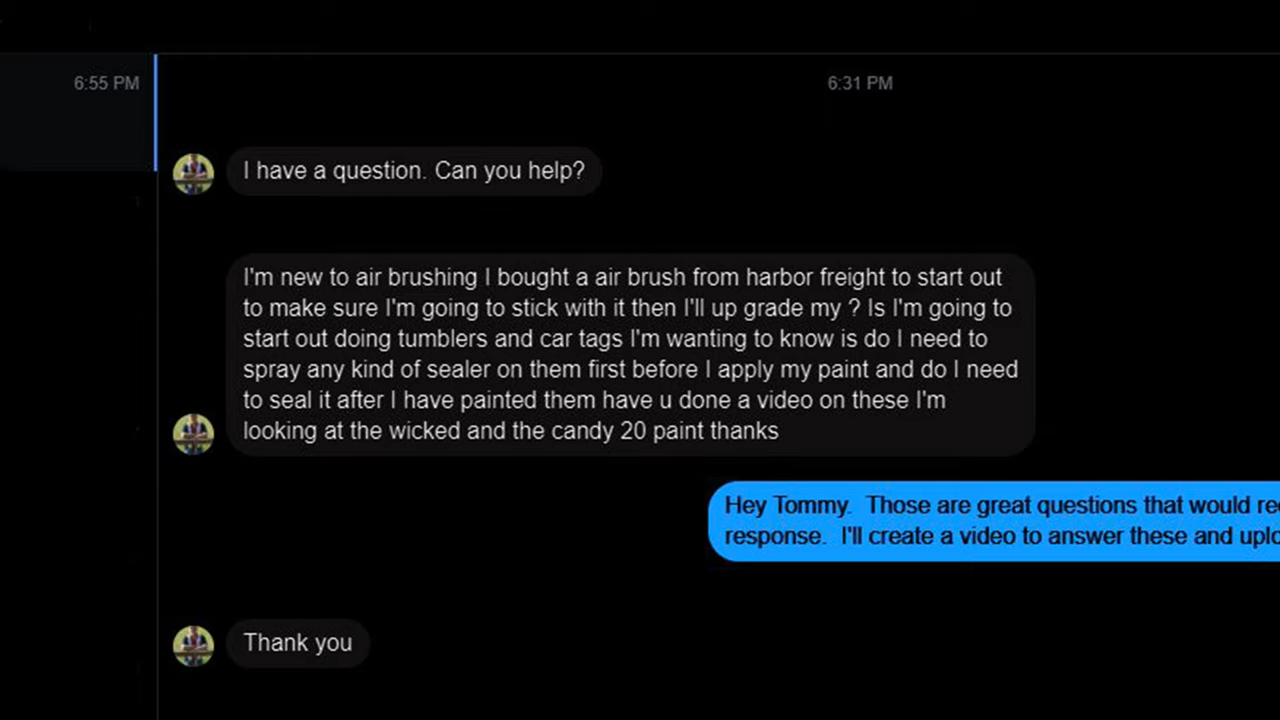 6:55 PM
6:31 PM
I have a question. Can you help?
I'm new to air brushing I bought a air brush from harbor freight to start out
to make sure I'm going to stick with it then I'll up grade my ? Is I'm going to
start out doing tumblers and car tags I'm wanting to know is do I need to
spray any kind of sealer on them first before I apply my paint and do I need
to seal it after I have painted them have u done a video on these I'm
looking at the wicked and the candy 20 paint thanks
Hey Tommy.  Those are great questions that would
response.  I'll create a video to answer these and
Thank you